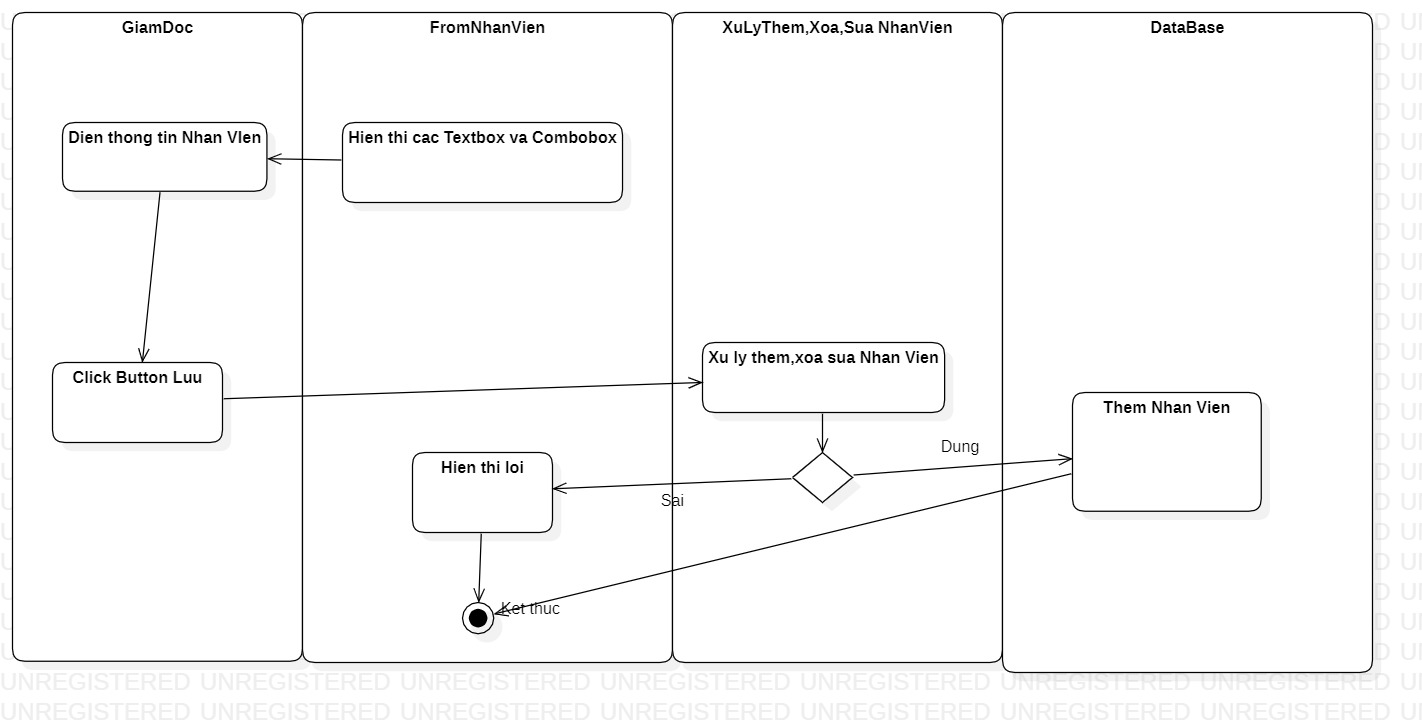 GiamDoc
FromNhanVien
XuLyThem,Xoa,Sua NhanVien
DataBase
Dien thong tin Nhan VIen
Hien thi cac Textbox va Combobox
Click Button Luu
Xu ly them,xoa sua Nhan Vien
Them Nhan Vien
Dung
Hien thi loi
Sai
Ket thuc
UNREGISTERED UNREGISTERED UNREGISTERED UNREGISTERED UNREGISTERED UNREGISTERED UNREGISTERED UN
UNREGISTERED UNREGISTERED UNREGISTERED UNREGISTERED UNREGISTERED UNREGISTERED UNREGISTERED UN